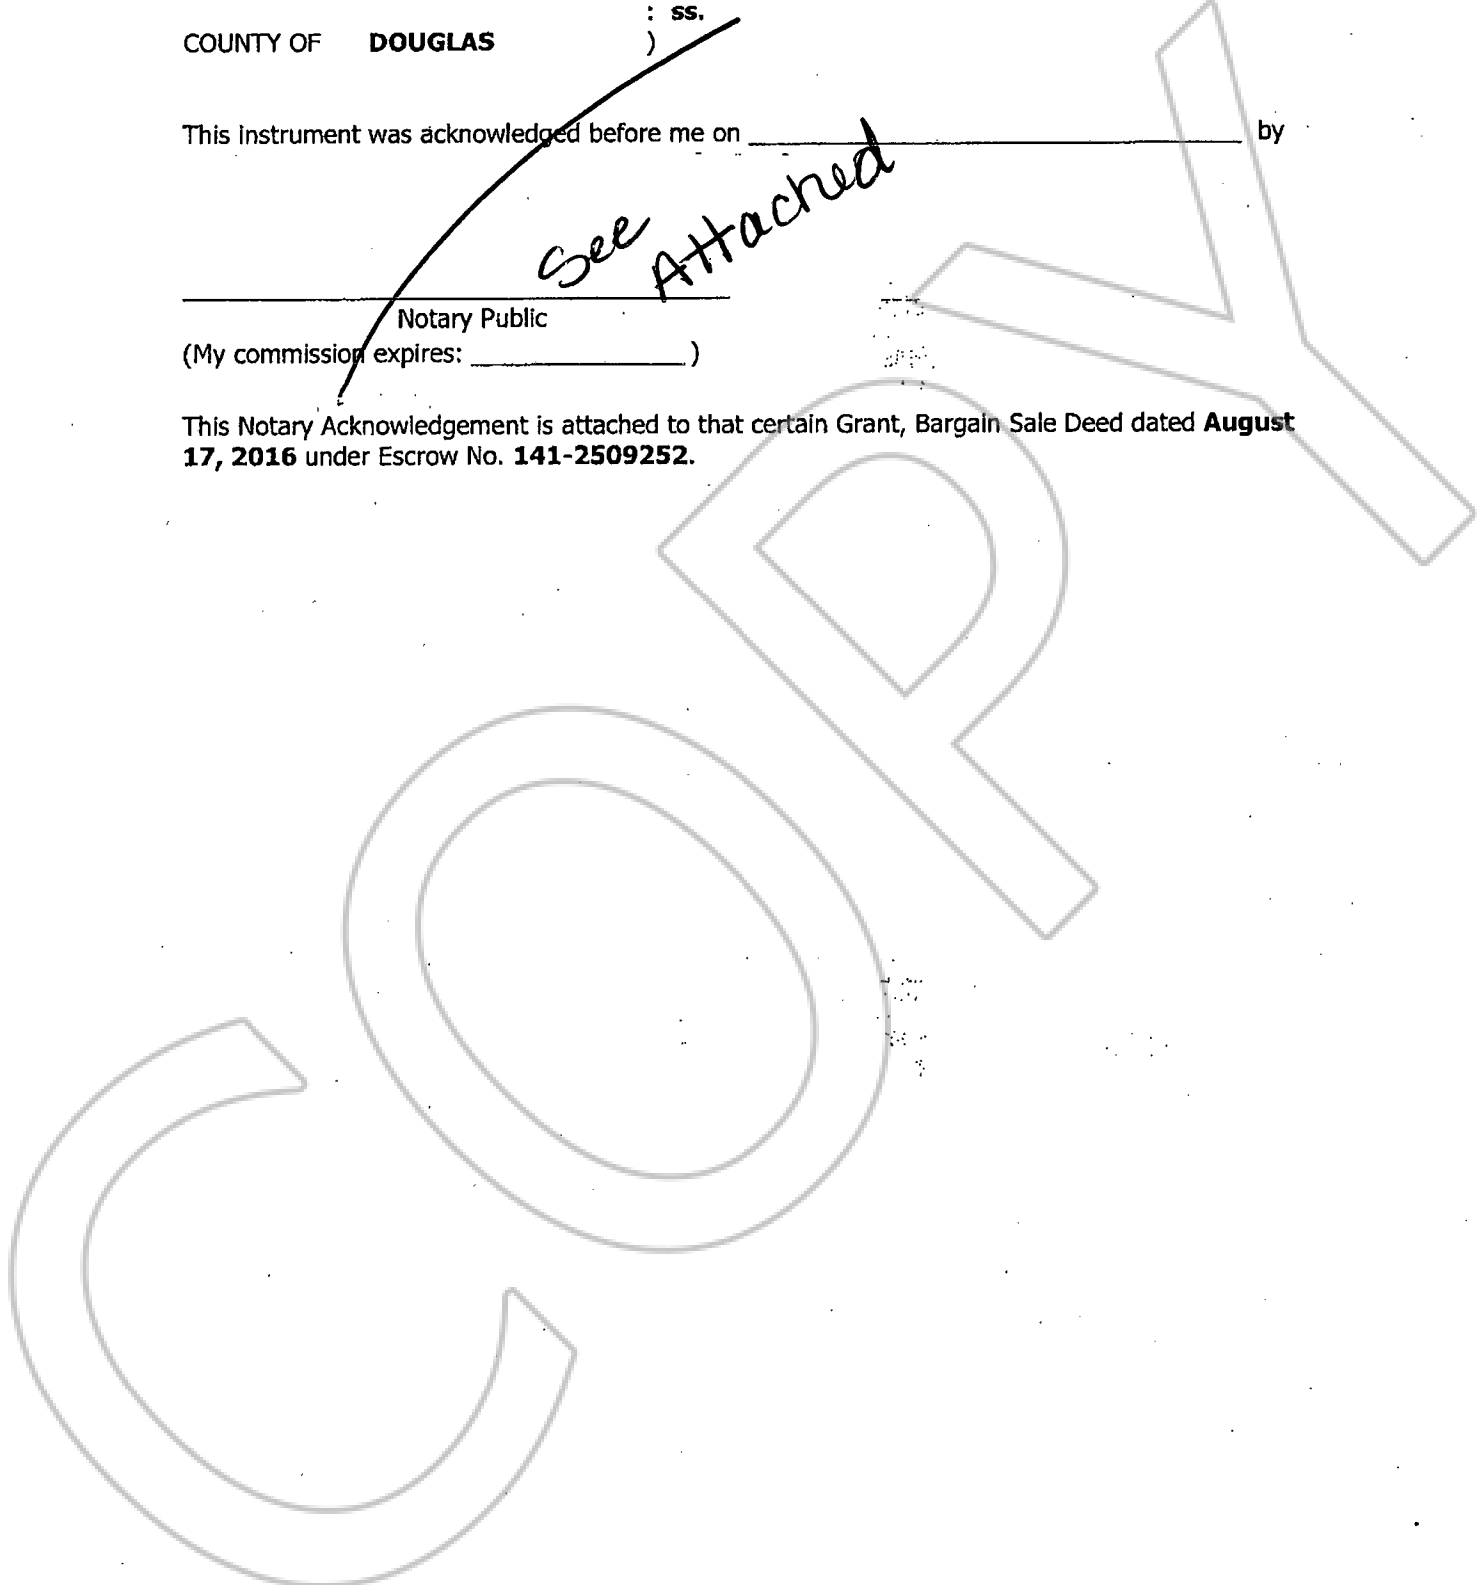 : ss.
COUNTY OF DOUGLAS )
This instrument was acknowledged before me on ____________ by
See
Attached
Notary Public
(My commission expires: ____________ )
This Notary Acknowledgement is attached to that certain Grant, Bargain Sale Deed dated August
17, 2016 under Escrow No. 141-2509252.
COPY